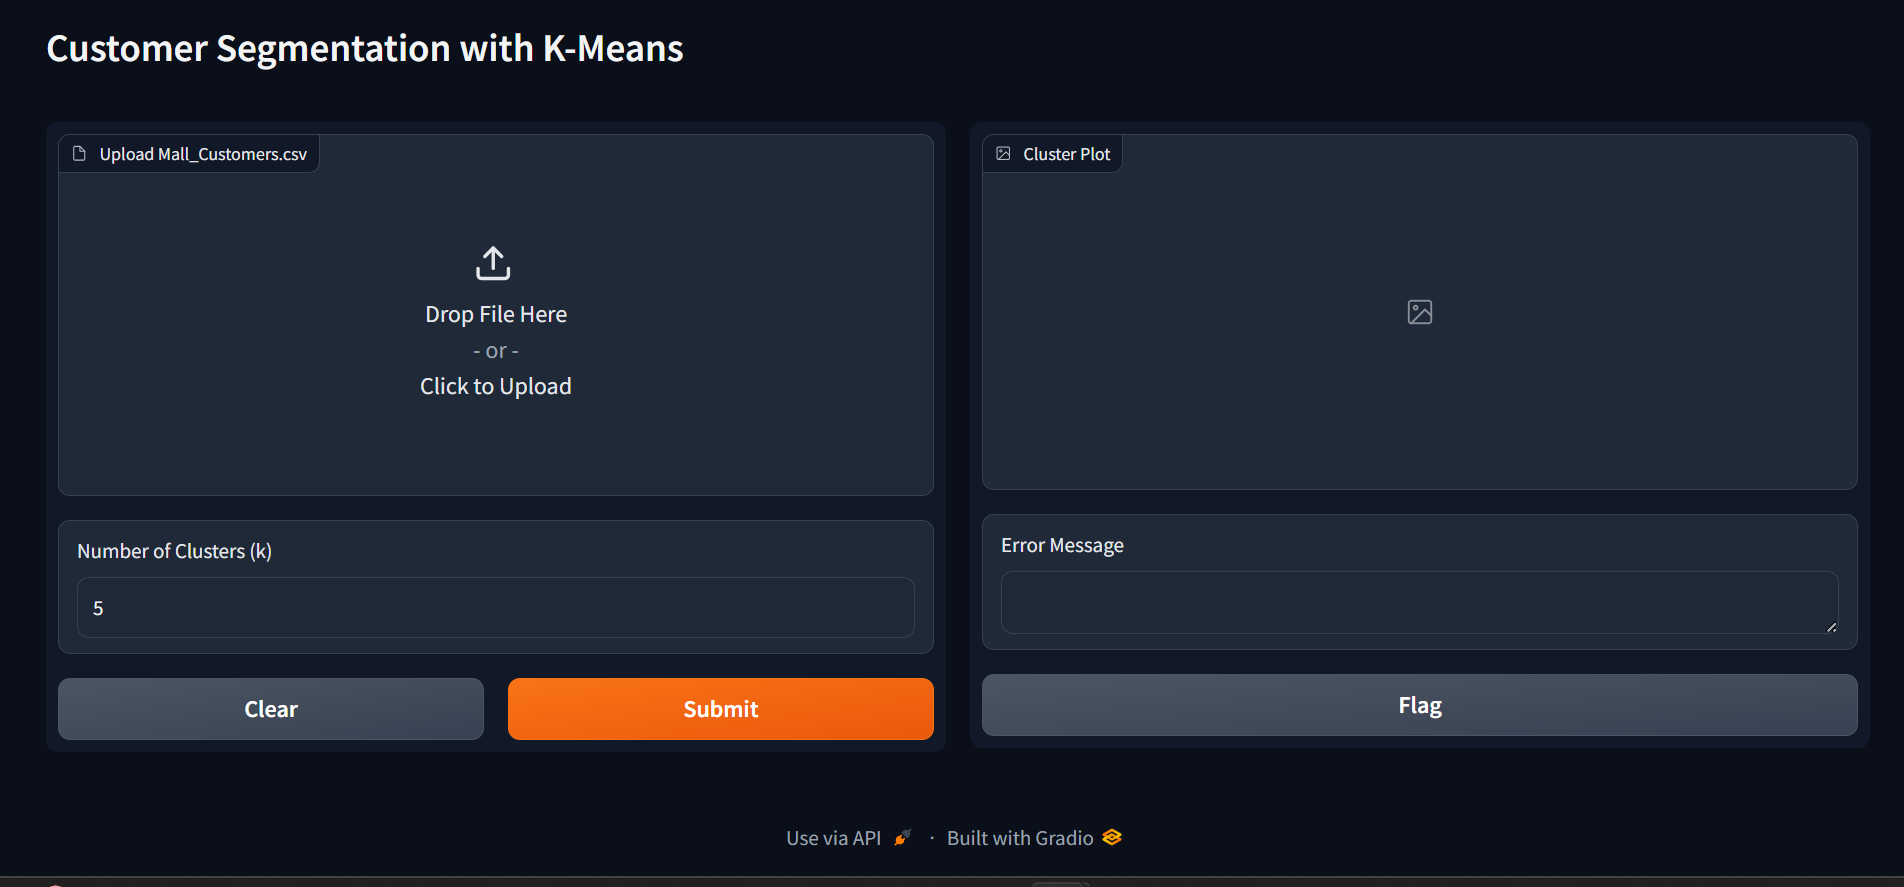 Customer Segmentation with K-Means
Upload Mall_Customers.csv
Drop File Here
- or -
Click to Upload
Number of Clusters (k)
5
Clear
Submit
Cluster Plot
Error Message
Flag
Use via API · Built with Gradio